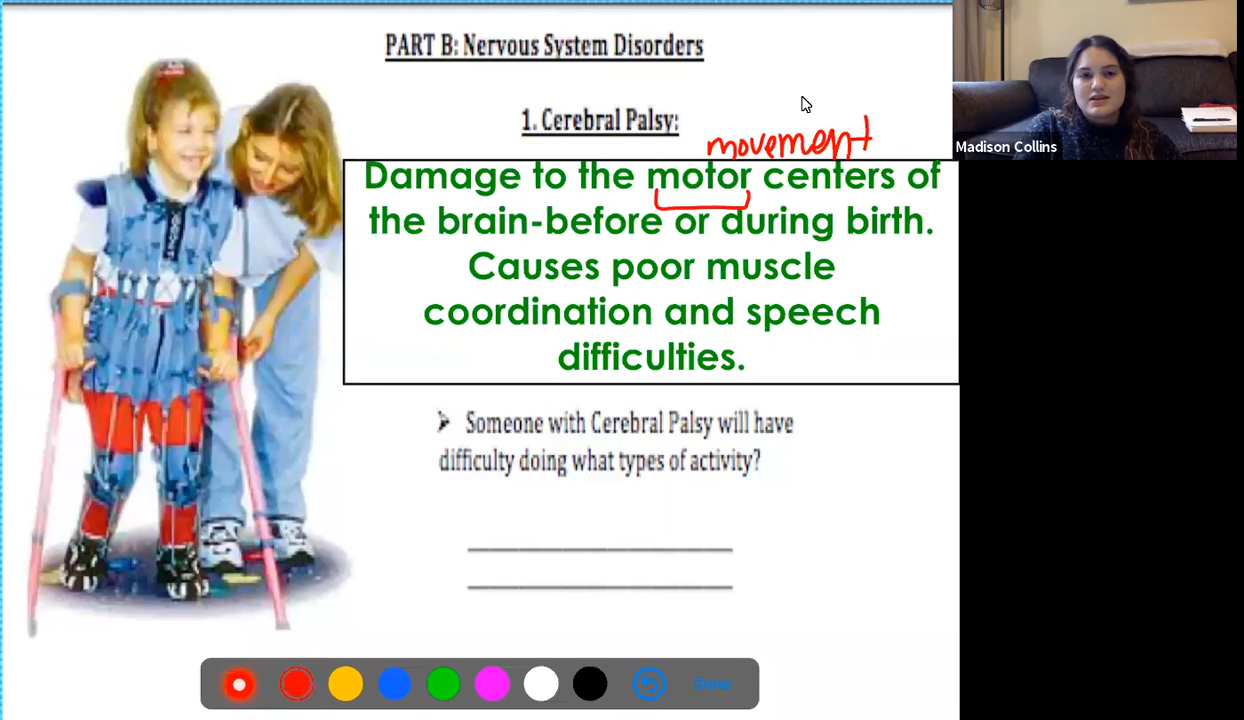 PART B: Nervous System Disorders
1. Cerebral Palsy:
movement
Damage to the motor centers of
the brain-before or during birth.
Causes poor muscle
coordination and speech
difficulties.
Someone with Cerebral Palsy will have
difficulty doing what types of activity?
Madison Collins
Done